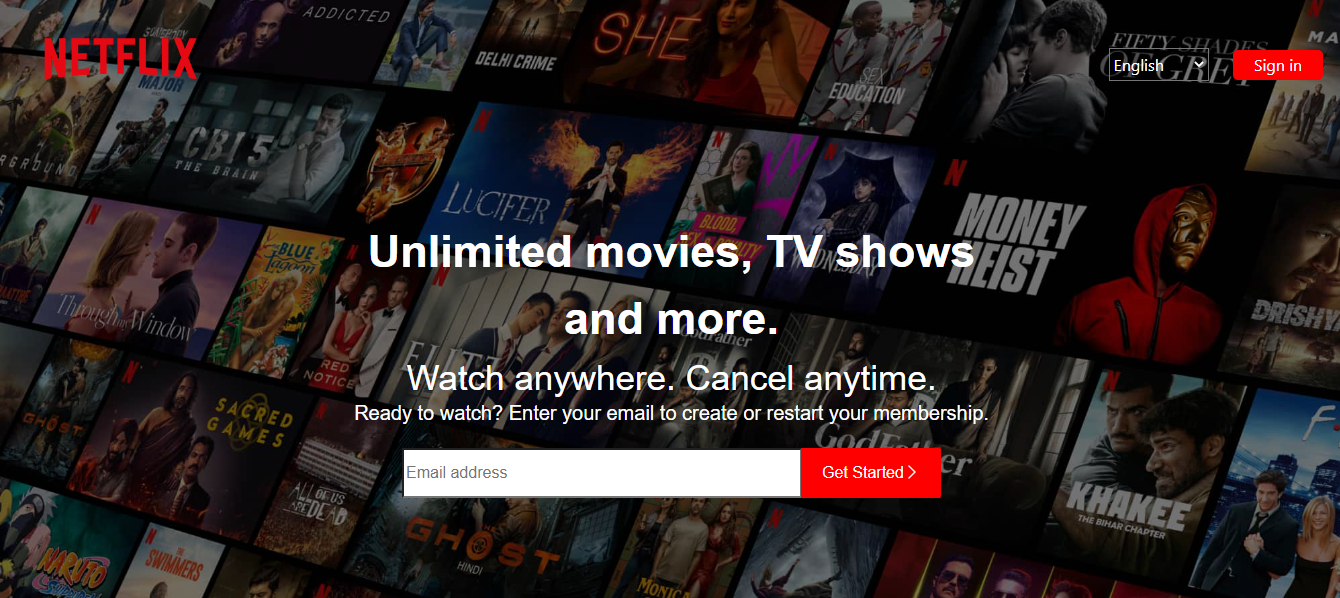 ADDICTED
NETFLIX
DELHI CRIME
SHE
SEX
EDUCATION
FIFTY SHADES
OF GREY
English
Sign in
MAJOR
CBI 5
THE BRAIN
LUCIFER
BLOOD,
WEDNESDAY
MONEY
HEIST
Unlimited movies, TV shows
and more.
Through my
Window
BLUE
Lagoon
RED
NOTICE
Watch anywhere. Cancel anytime.
Ready to watch? Enter your email to create or restart your membership.
GHOST
SACRED
GAMES
GodFather
Email address
Get Started
ALL OF US
ARE DEAD
KHAKEE
THE BIHAR CHAPTER
NARUTO
THE
SWIMMERS
GHOST
HINDI